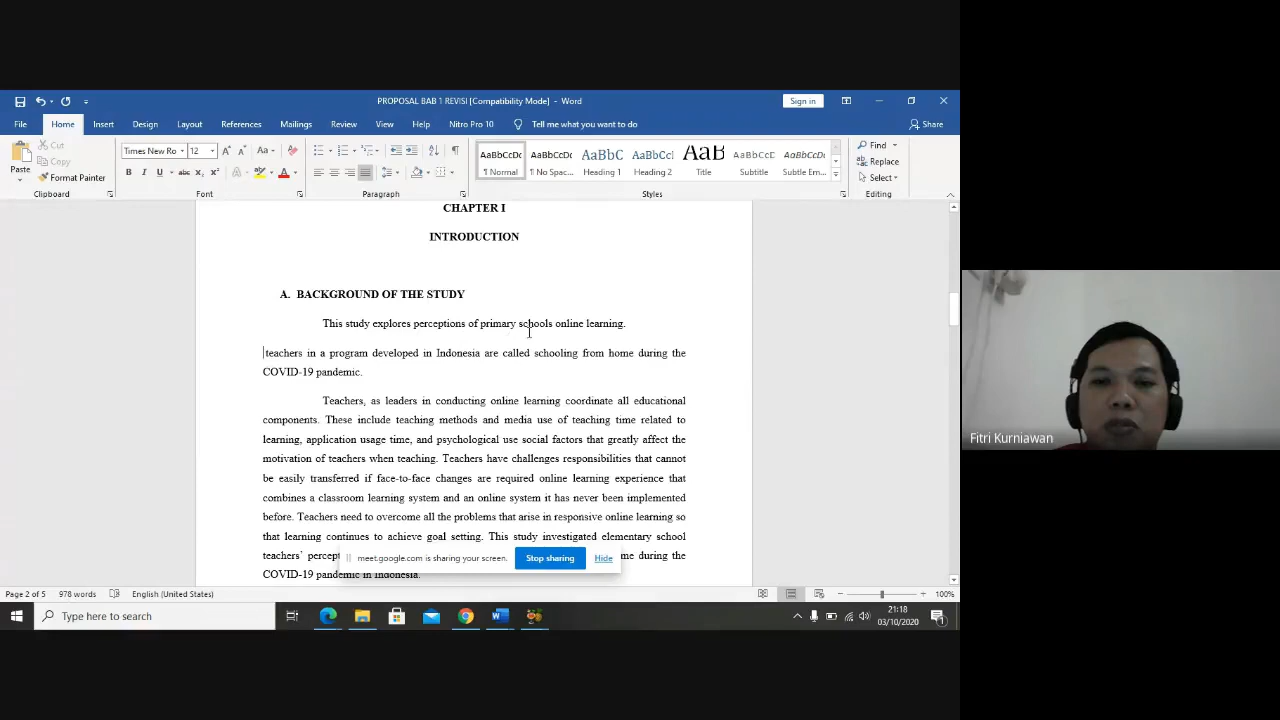 PROPOSAL BAB 1 REVISI [Compatibility Mode] - Word
Sign in
File Home Insert Design Layout References Mailings Review View Help Nitro Pro 10 Tell me what you want to do Share
Paste
Cut
Copy
Format Painter
Times New Ro 12
AaBbCcDc AaBbCcDc AaBbC AaBbCcI AaB AaBbCcD AaBbCcDc
¶ Normal ¶ No Spac... Heading 1 Heading 2 Title Subtitle Subtle Em...
Find
Replace
Select
Clipboard Font Paragraph Styles Editing
CHAPTER I
INTRODUCTION
A. BACKGROUND OF THE STUDY
This study explores perceptions of primary schools online learning.
teachers in a program developed in Indonesia are called schooling from home during the
COVID-19 pandemic.
Teachers, as leaders in conducting online learning coordinate all educational
components. These include teaching methods and media use of teaching time related to
learning, application usage time, and psychological use social factors that greatly affect the
motivation of teachers when teaching. Teachers have challenges responsibilities that cannot
be easily transferred if face-to-face changes are required online learning experience that
combines a classroom learning system and an online system it has never been implemented
before. Teachers need to overcome all the problems that arise in responsive online learning so
that learning continues to achieve goal setting. This study investigated elementary school
teachers' me during the
COVID-19 pandemic in Indonesia.
meet.google.com is sharing your screen. Stop sharing Hide
Page 2 of 5 978 words English (United States) 100%
Type here to search
21:18
03/10/2020
Fitri Kurniawan